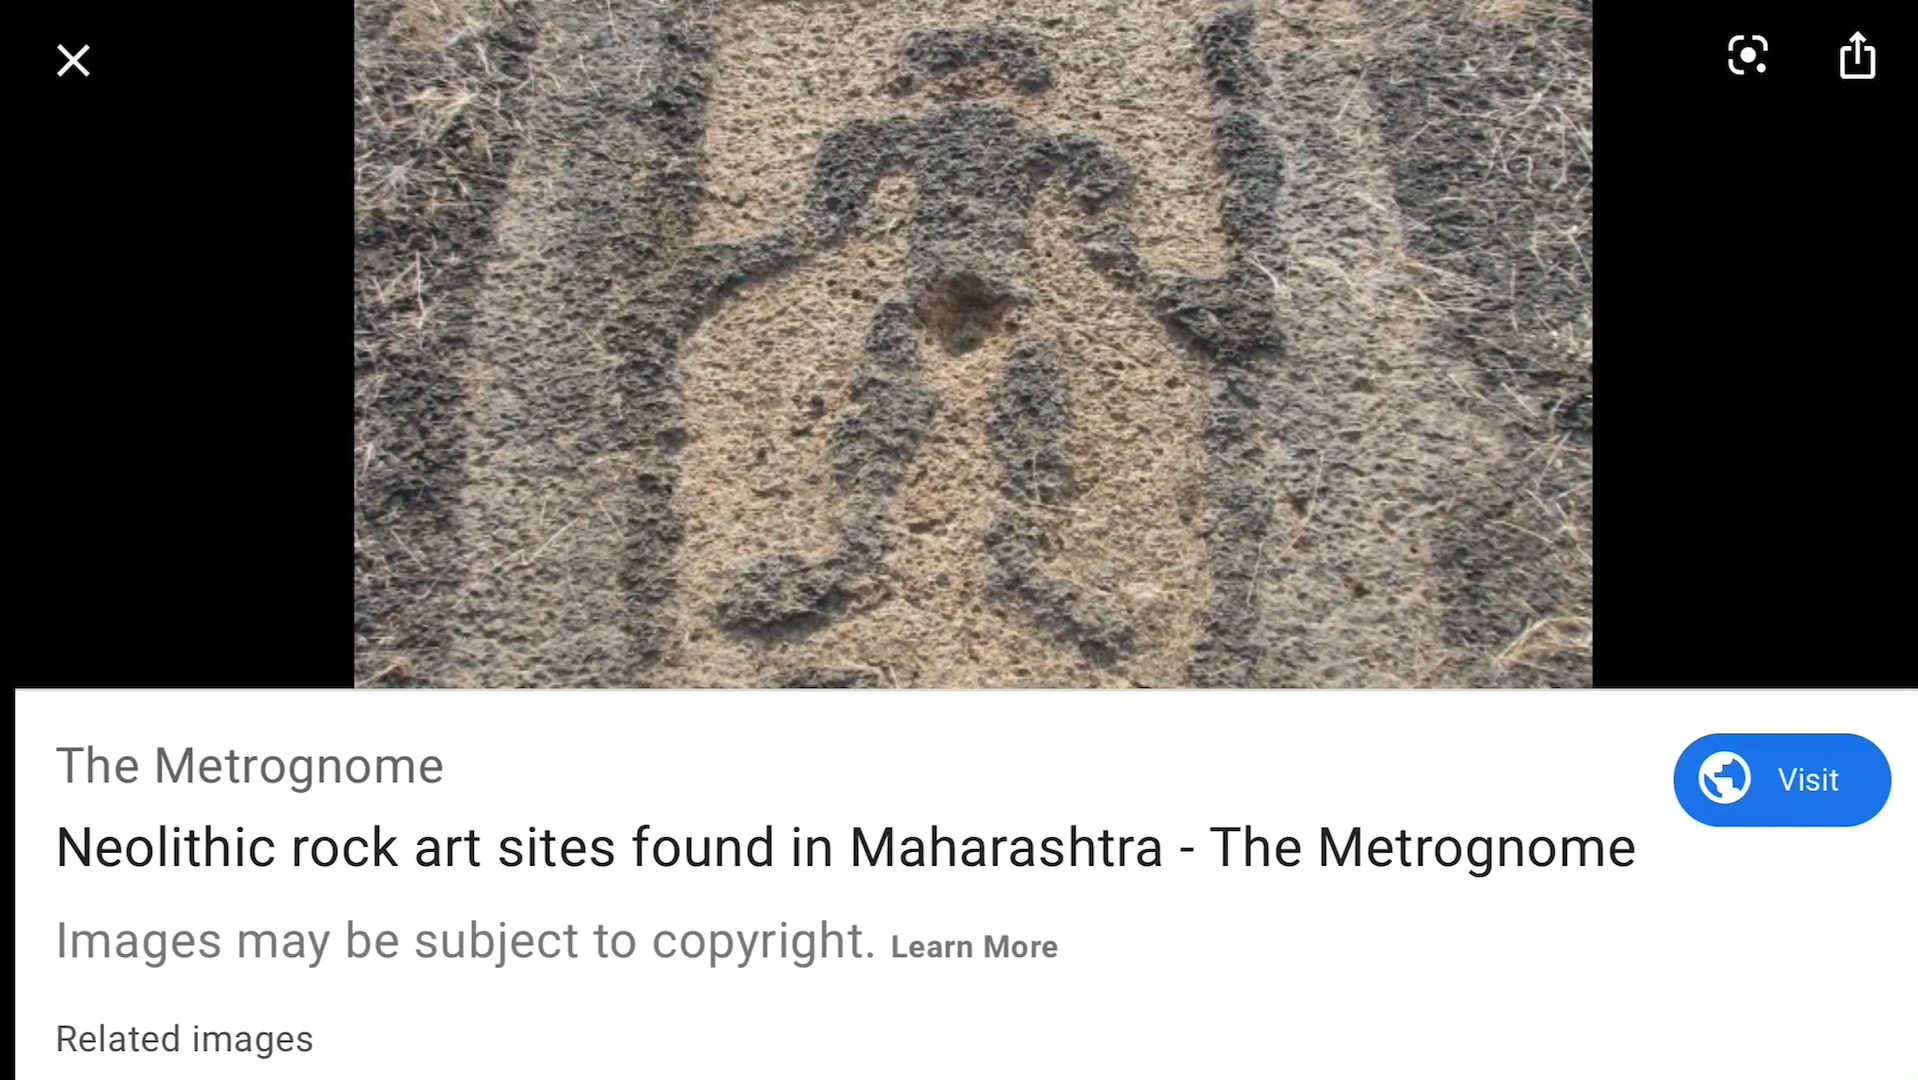 The Metrognome
Visit
Neolithic rock art sites found in Maharashtra - The Metrognome
Images may be subject to copyright. Learn More
Related images